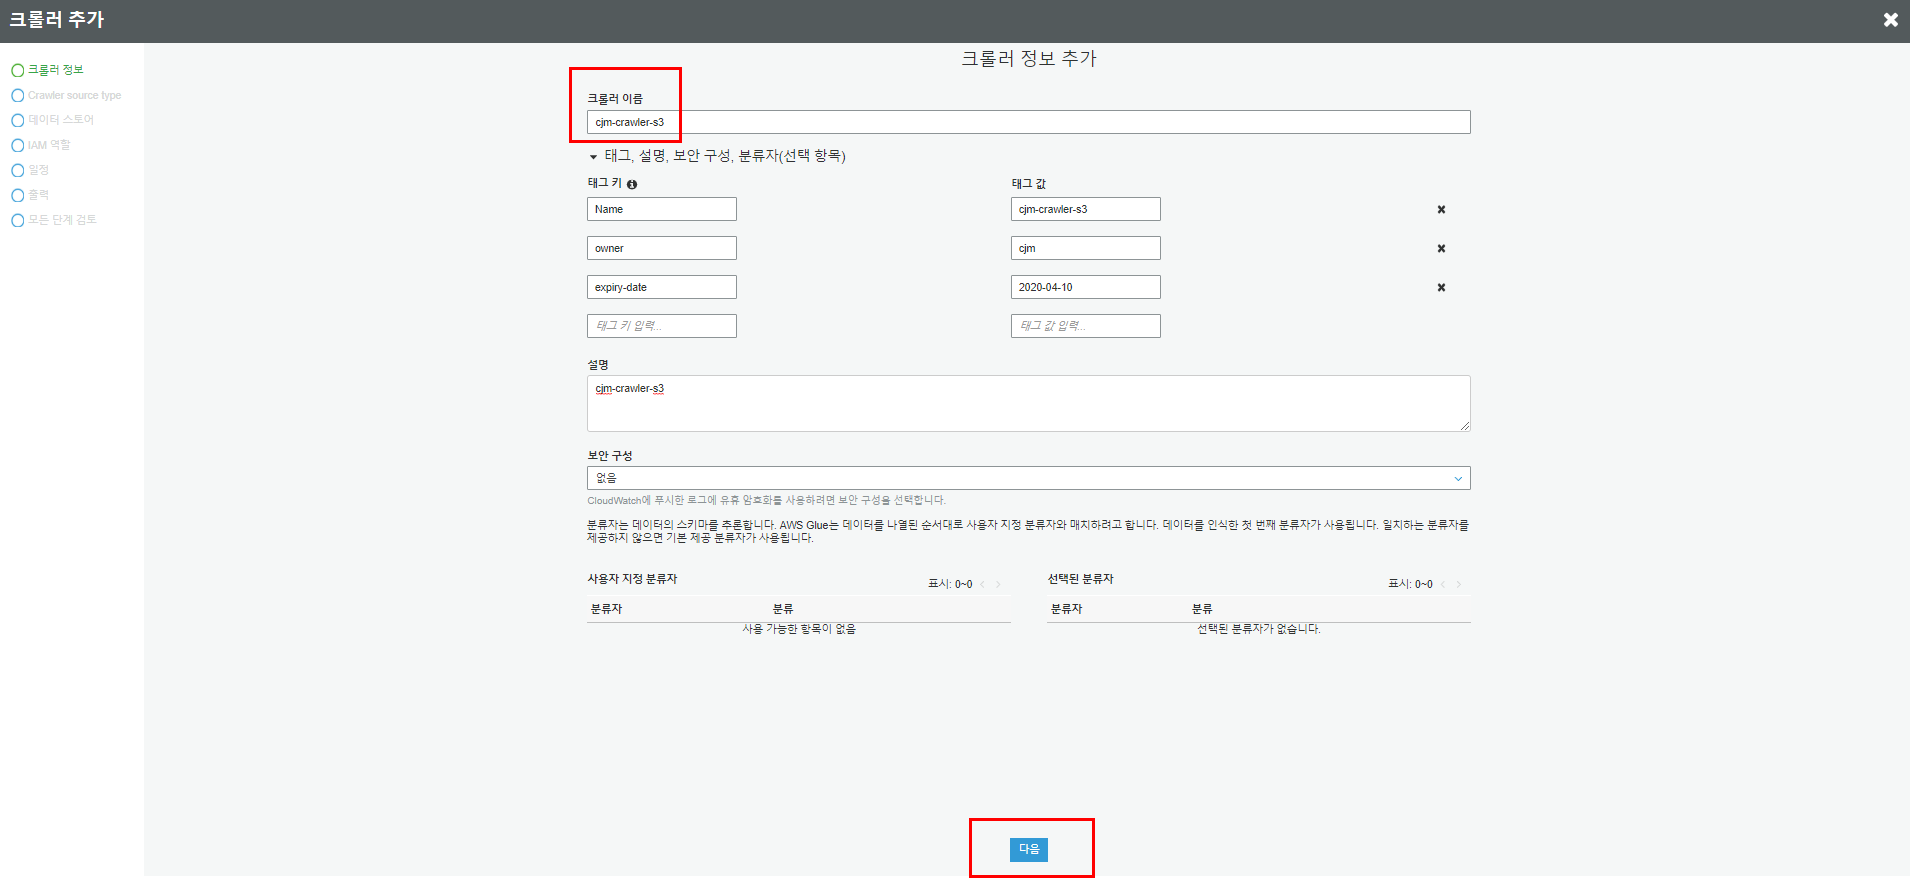 크롤러 추가
크롤러 정보
Crawler source type
데이터 스토어
IAM 역할
일정
출력
모든 단계 검토
크롤러 정보 추가
크롤러 이름
cjm-crawler-s3
태그, 설명, 보안 구성, 분류자(선택 항목)
태그 키 태그 값
Name cjm-crawler-s3
owner cjm
expiry-date 2020-04-10
태그 키 입력... 태그 값 입력...
설명
cjm-crawler-s3
보안 구성
없음
CloudWatch에 푸시한 로그에 유휴 암호화를 사용하려면 보안 구성을 선택합니다.
분류자는 데이터의 스키마를 추론합니다. AWS Glue는 데이터를 나열된 순서대로 사용자 지정 분류자와 매치하려고 합니다. 데이터를 인식한 첫 번째 분류자가 사용됩니다. 일치하는 분류자를
제공하지 않으면 기본 제공 분류자가 사용됩니다.
사용자 지정 분류자 표시: 0~0 선택된 분류자 표시: 0~0
분류자 분류 분류자 분류
사용 가능한 항목이 없음 선택된 분류자가 없습니다.
다음